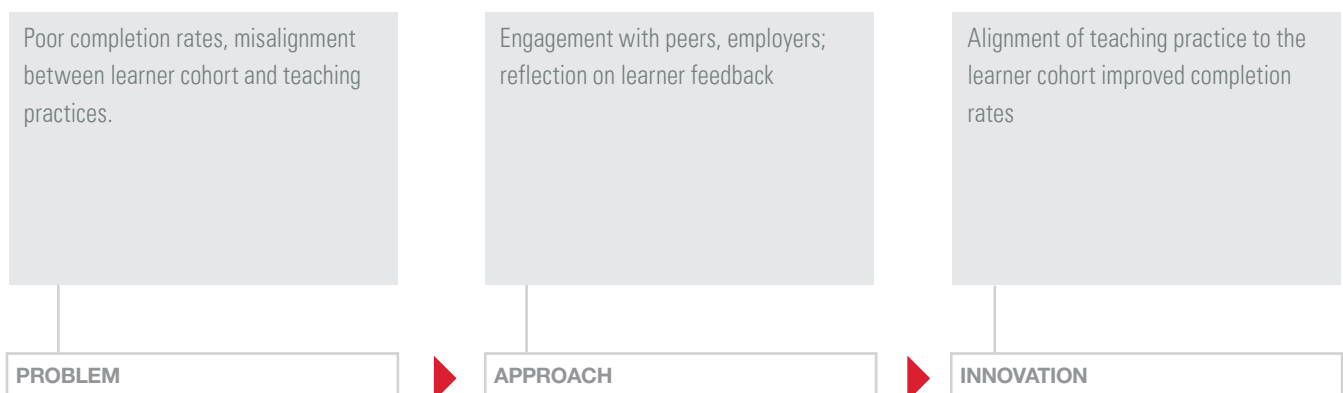 Poor completion rates, misalignment
between learner cohort and teaching
practices.
Engagement with peers, employers;
reflection on learner feedback
Alignment of teaching practice to the
learner cohort improved completion
rates
PROBLEM
APPROACH
INNOVATION